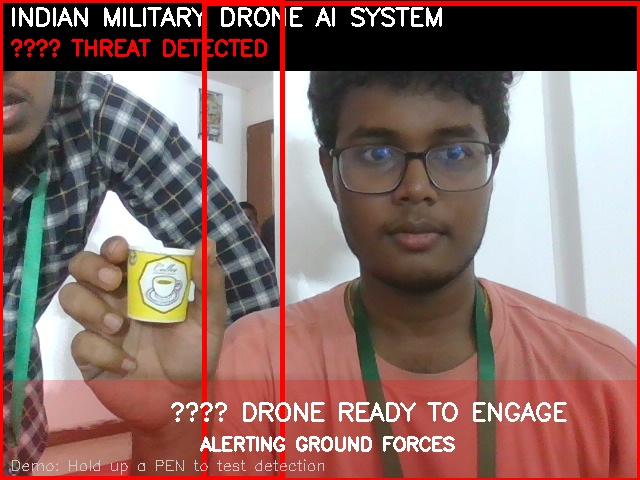 INDIAN MILITARY DRONE AI SYSTEM
???? THREAT DETECTED
Coffee
???? DRONE READY TO ENGAGE
ALERTING GROUND FORCES
Demo: Hold up a PEN to test detection